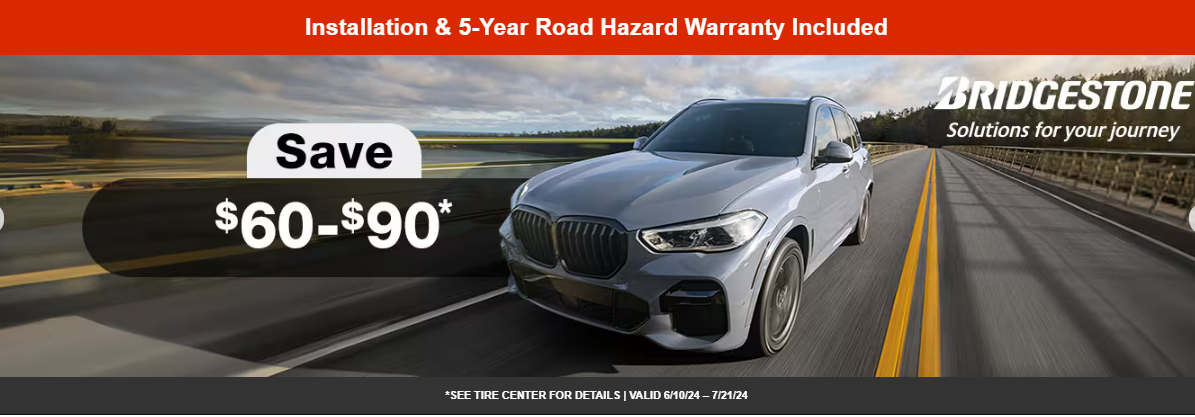 Installation & 5-Year Road Hazard Warranty Included
BRIDGESTONE
Solutions for your journey
Save
$60-$90*
*SEE TIRE CENTER FOR DETAILS | VALID 6/10/24 – 7/21/24